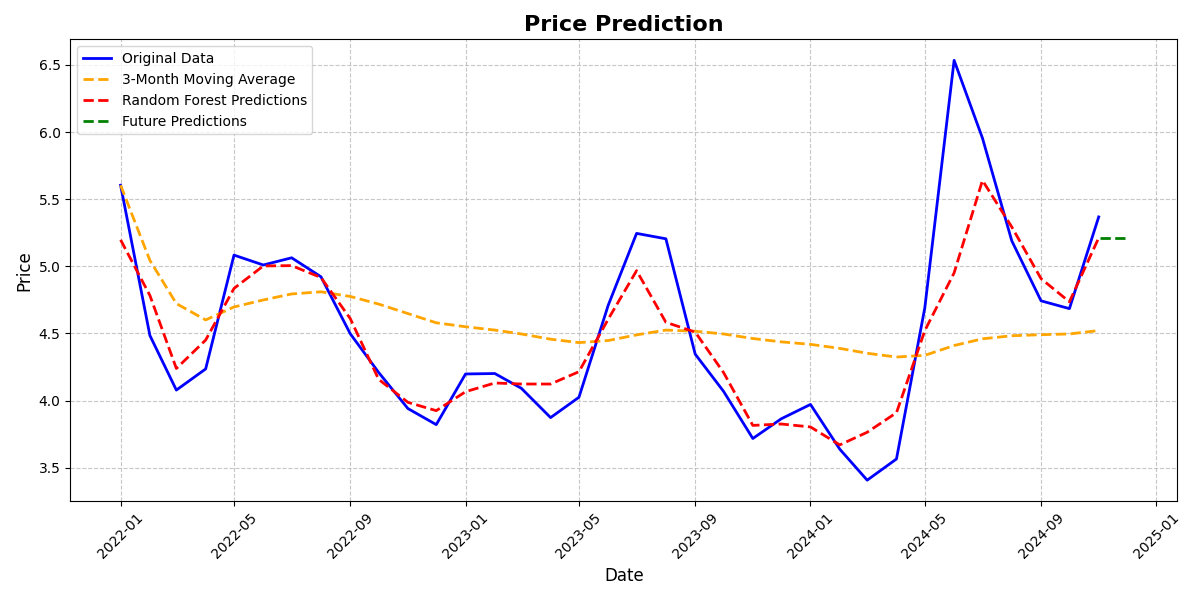 Price Prediction
Original Data
3-Month Moving Average
Random Forest Predictions
Future Predictions
Price
6.5
6.0
5.5
5.0
4.5
4.0
3.5
2022-01
2022-05
2022-09
2023-01
2023-05
2023-09
2024-01
2024-05
2024-09
2025-01
Date